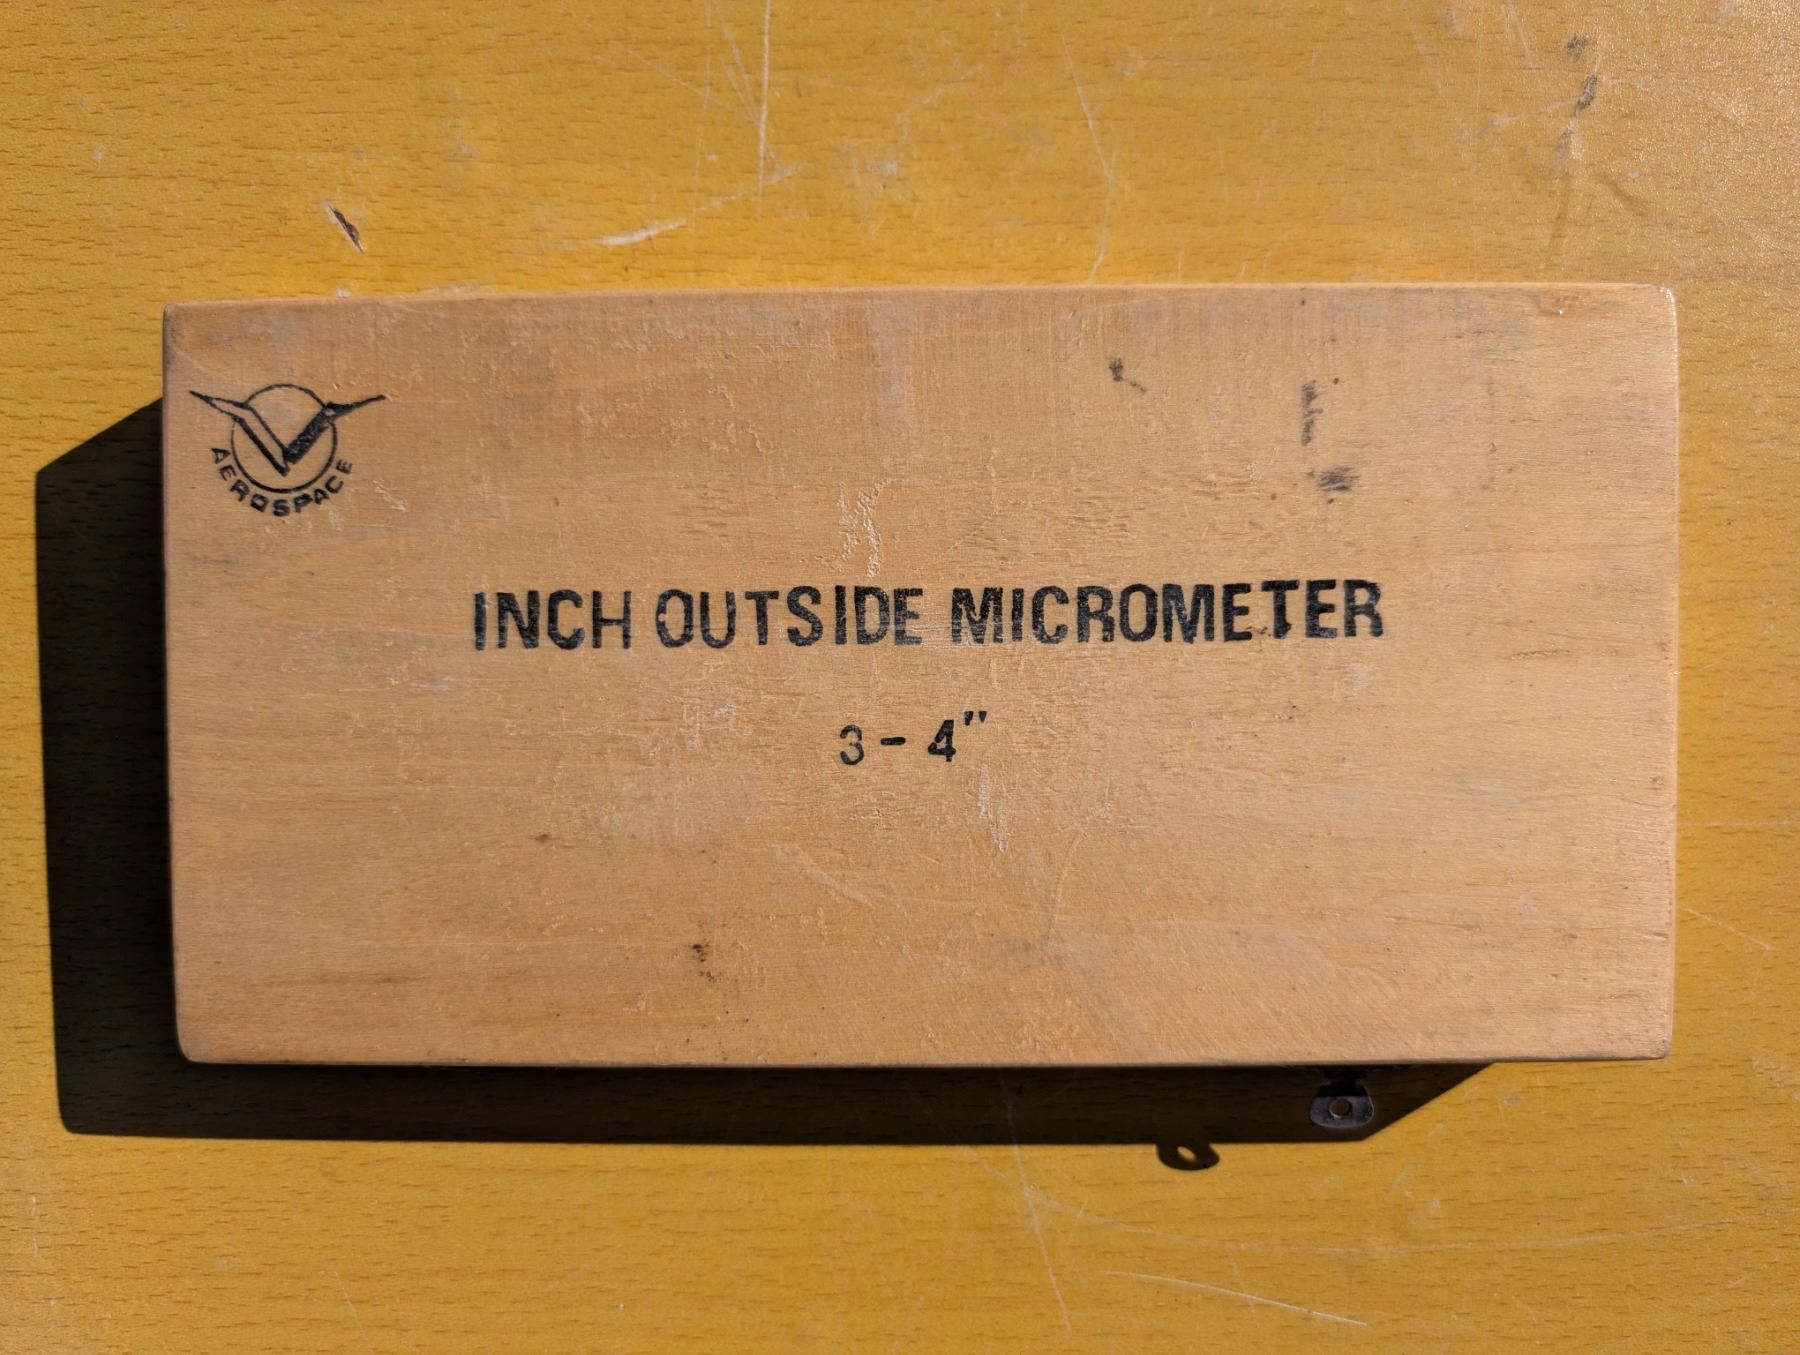 AEROSPACE
INCH OUTSIDE MICROMETER
3-4"